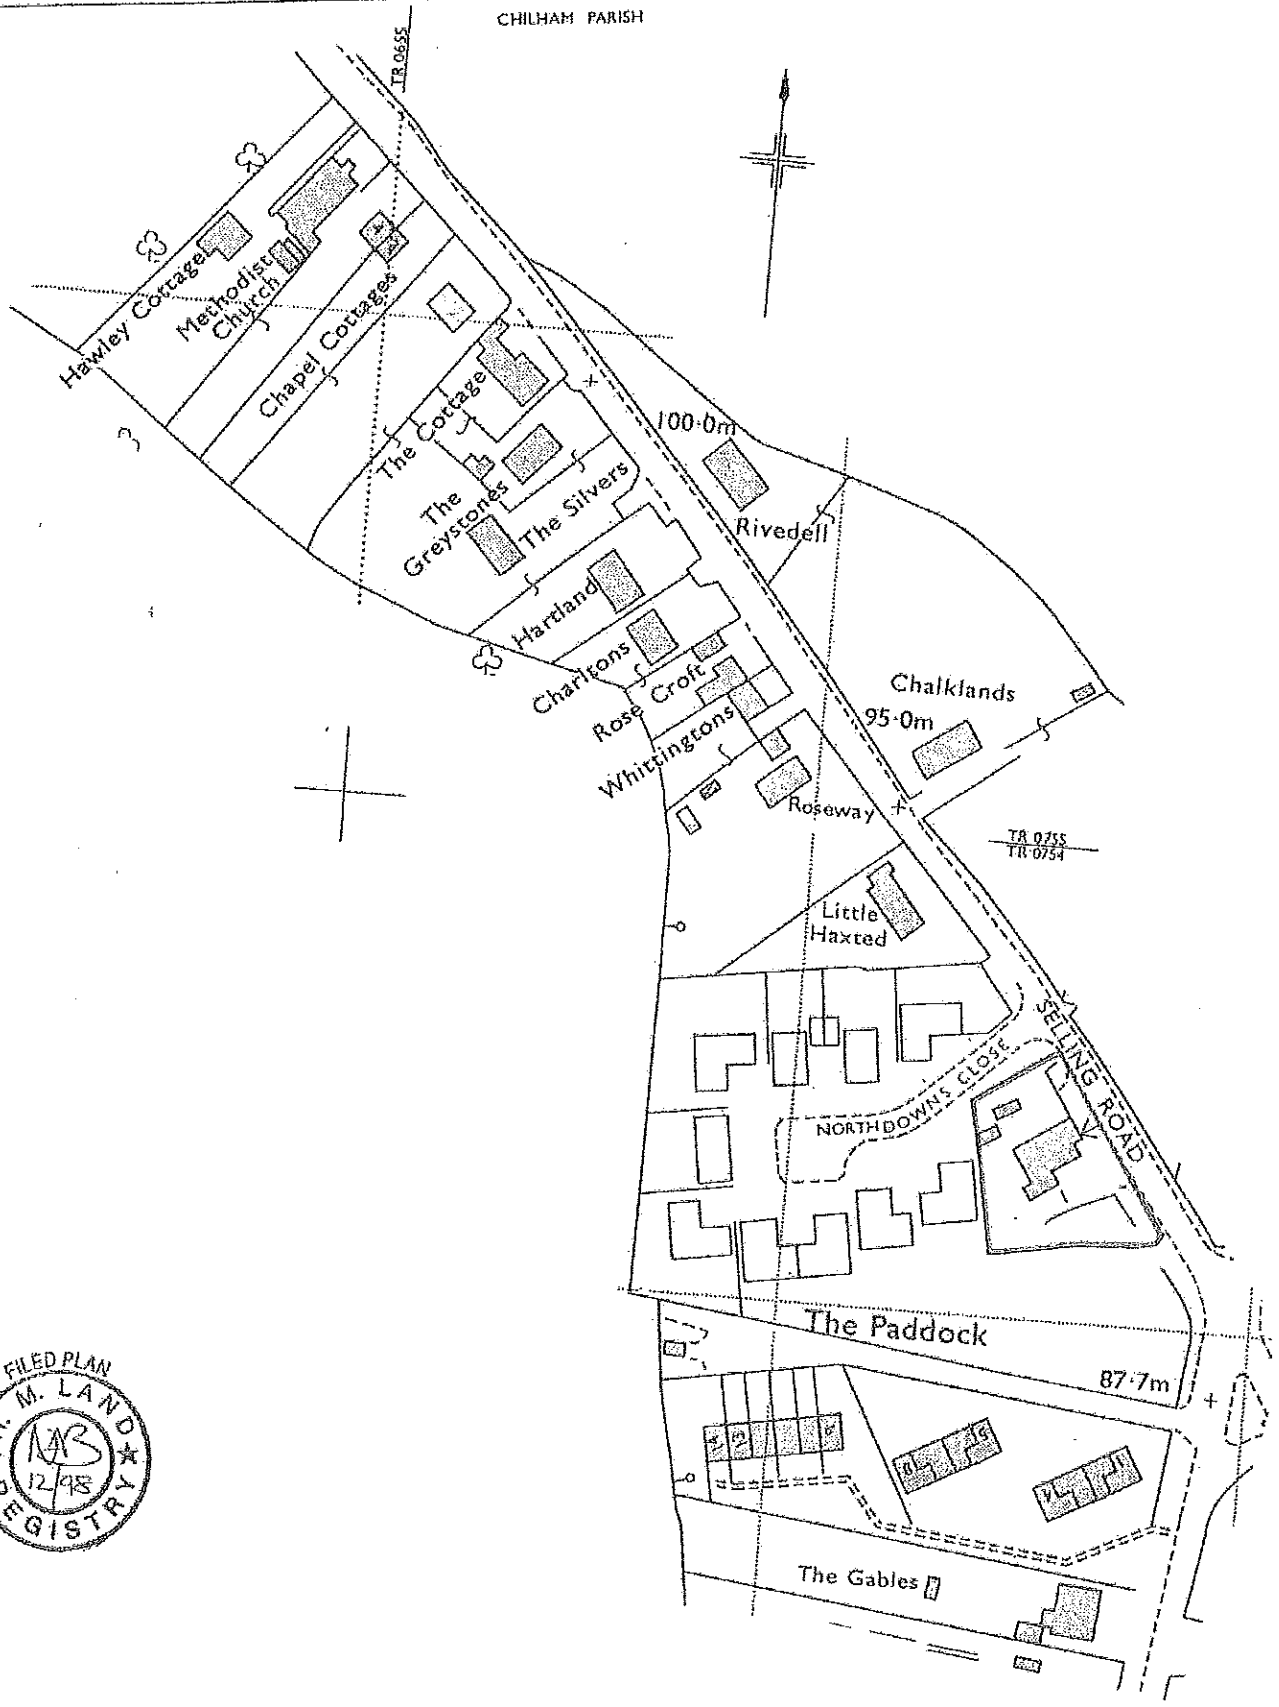 CHILHAM PARISH
TR 0655
Hawley Cottage
Methodist
Church
Chapel Cottages
The Cottage
The
Greystones
The Silvers
100·0m
Rivedell
Hartland
Charltons
Rose Croft
Whittingtons
Chalklands
95·0m
Roseway
TR 0755
TR 0754
Little
Haxted
SELLING ROAD
NORTHDOWNS CLOSE
The Paddock
87·7m
The Gables
FILED PLAN
H. M. LAND REGISTRY
12/98